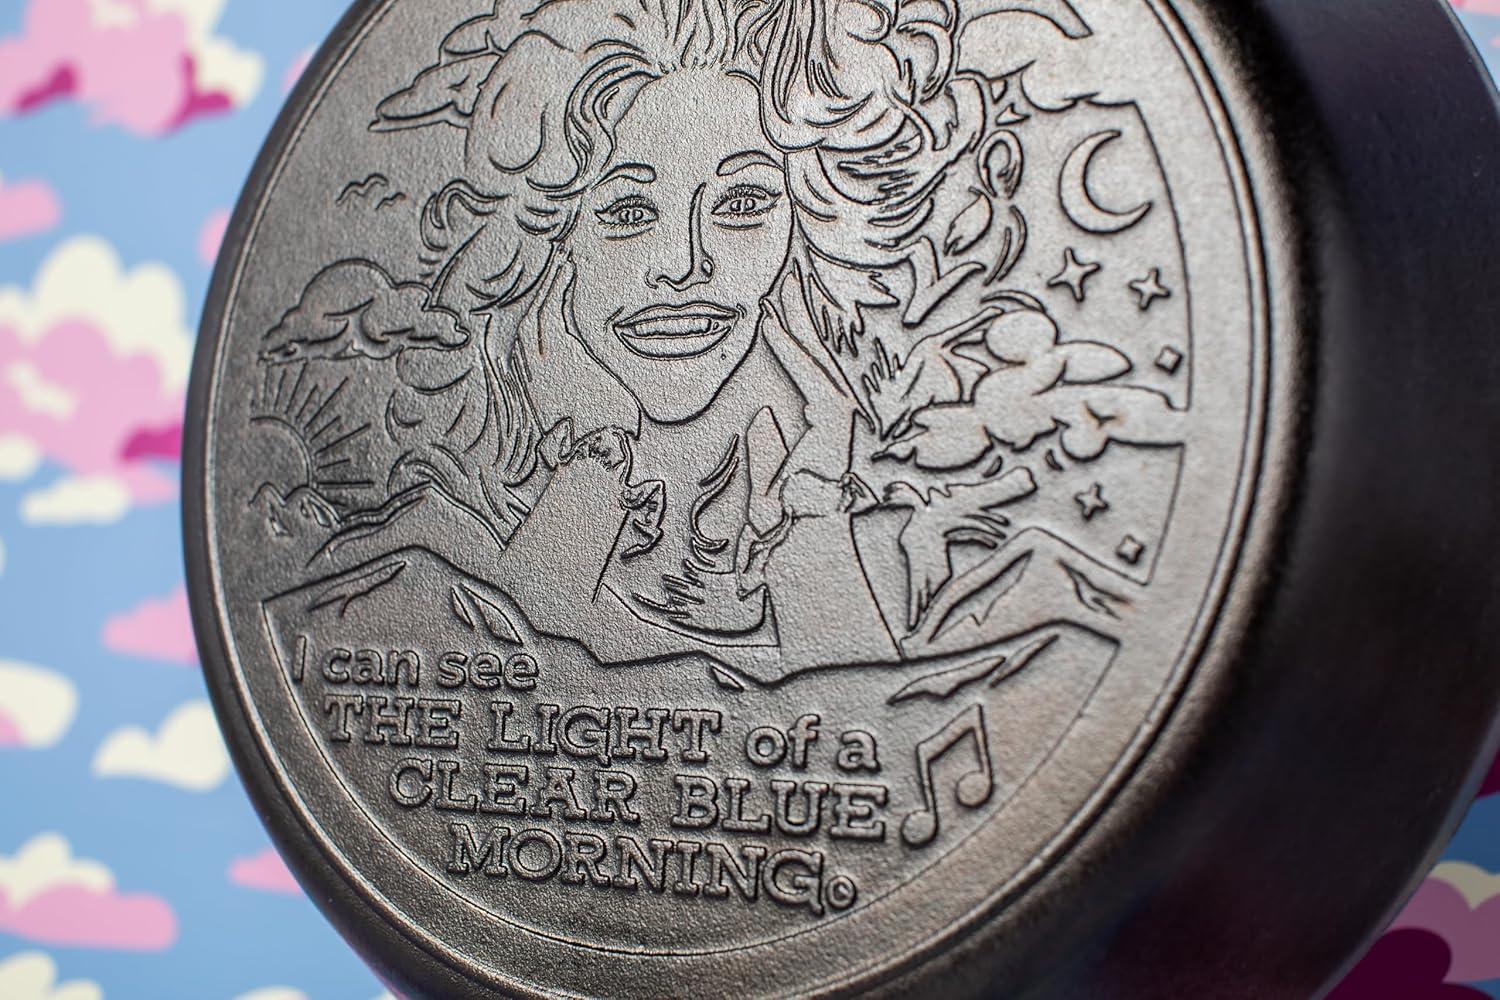 I can see
THE LIGHT of a
CLEAR BLUE
MORNING©